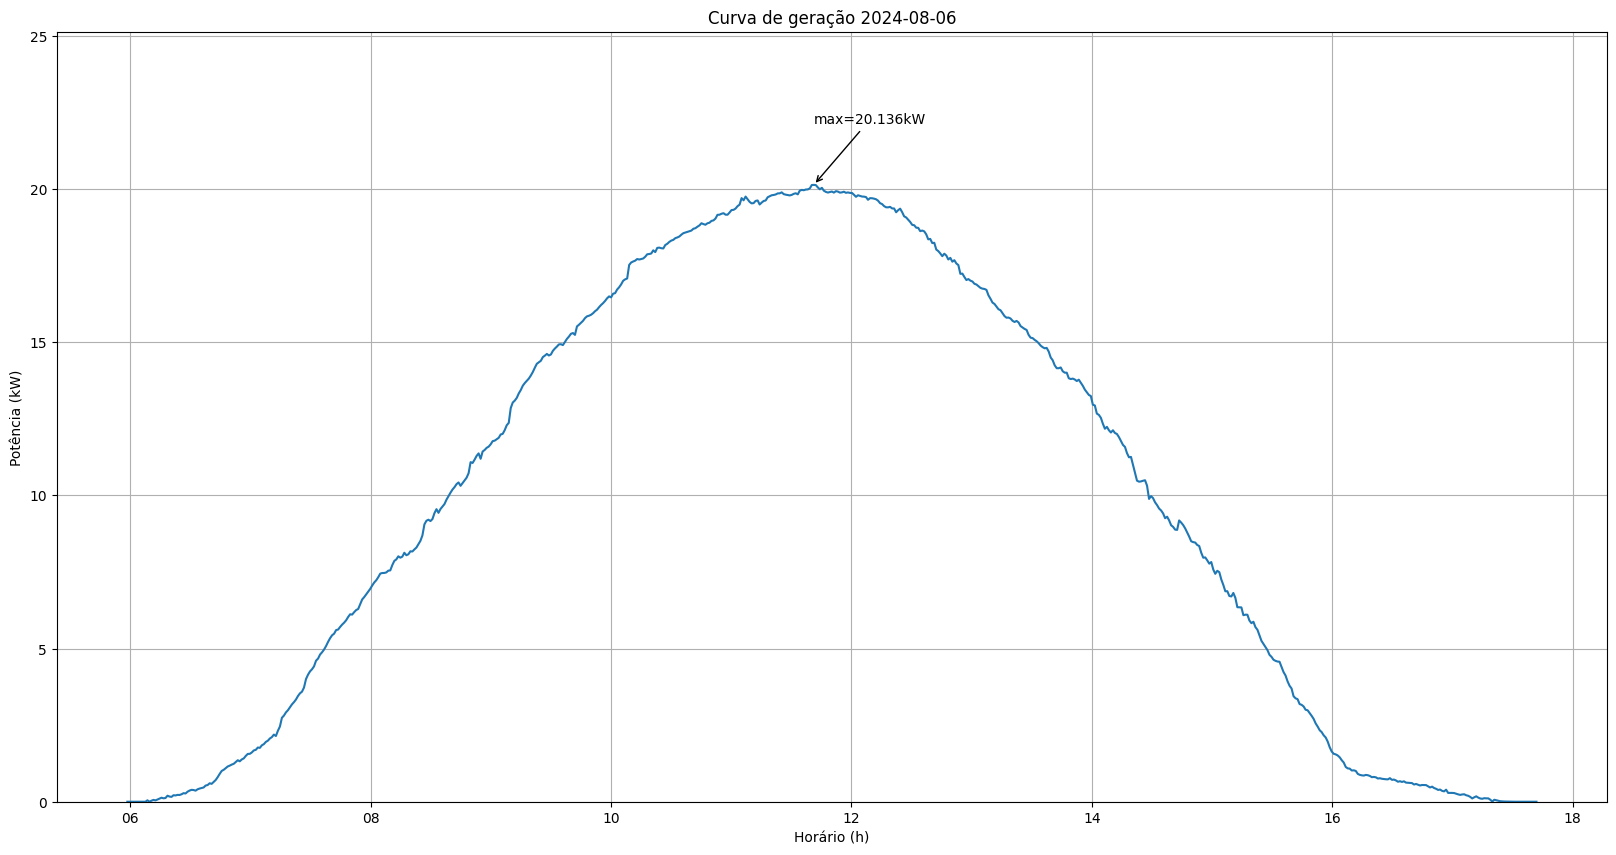 Curva de geração 2024-08-06
25
max=20.136kW
20
15
Potência (kW)
10
5
0
06 08 10 12 14 16 18
Horário (h)